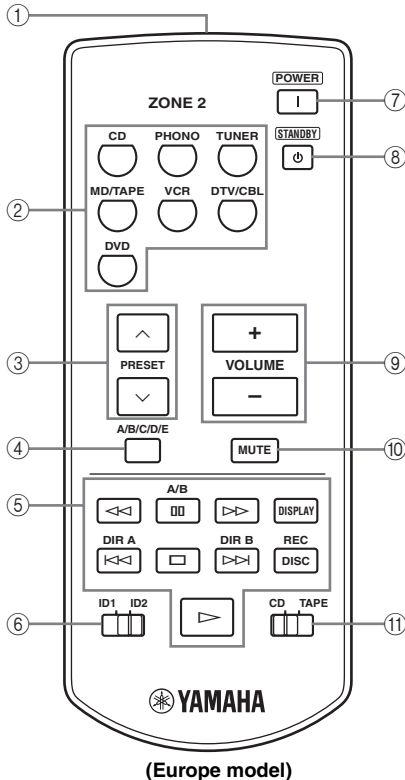 ①
ZONE 2
POWER
⑦
CD PHONO TUNER
STANDBY
⑧
②
MD/TAPE VCR DTV/CBL
DVD
③
PRESET
+
VOLUME
–
⑨
④
A/B/C/D/E
MUTE
⑩
⑤
A/B
DISPLAY
DIR A DIR B REC
DISC
⑥
ID1 ID2
CD TAPE
⑪
YAMAHA
(Europe model)